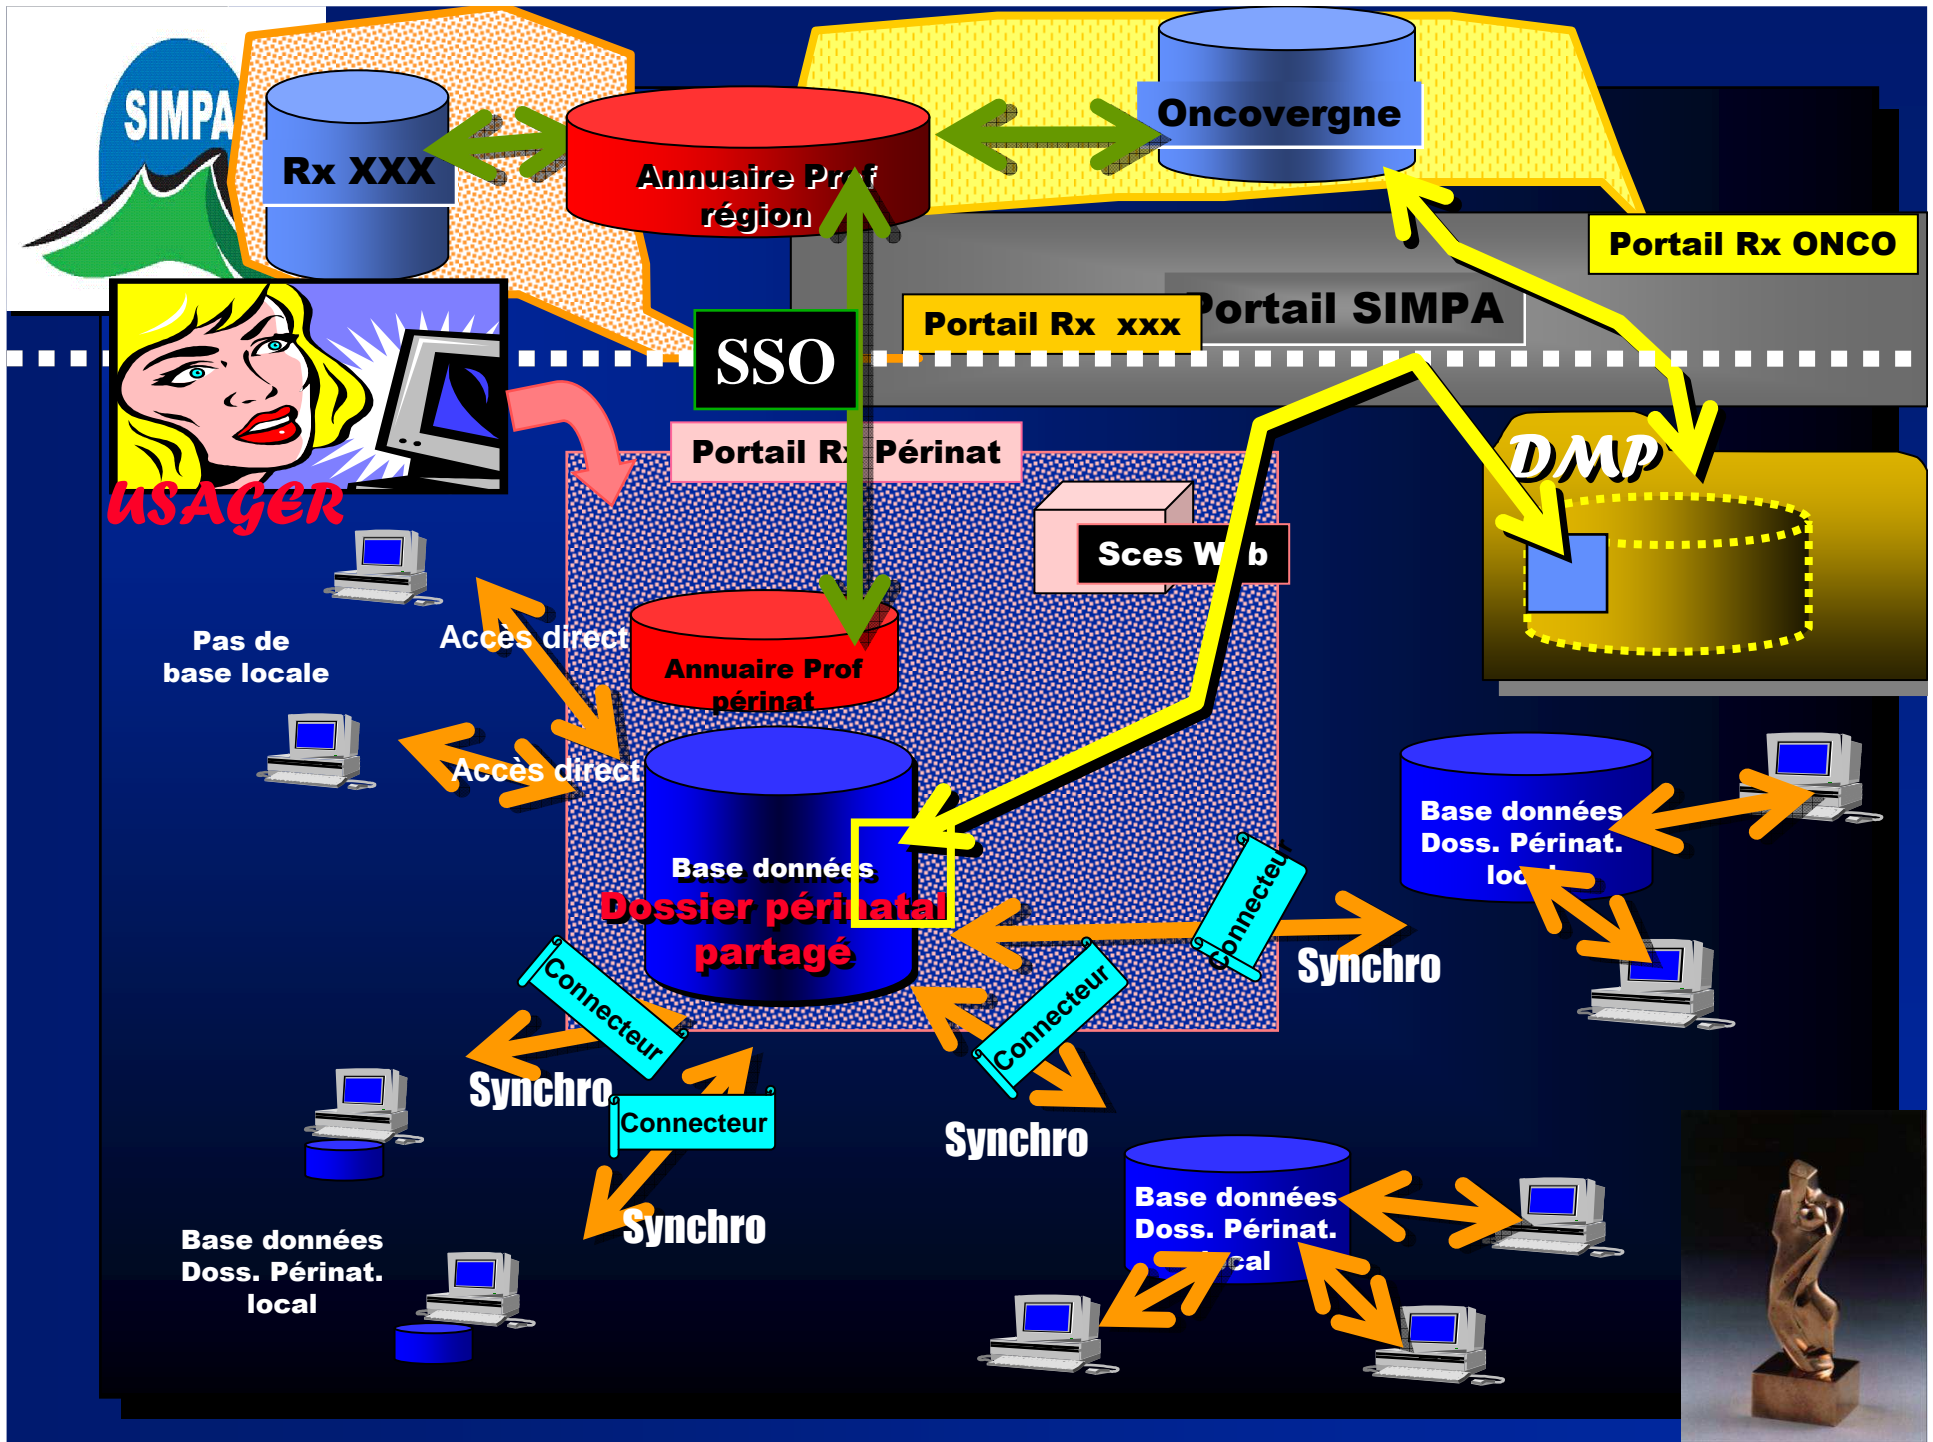 SIMPA
Rx XXX
Annuaire Prof
région
Oncovergne
Portail Rx ONCO
Portail SIMPA
Portail Rx xxx
SSO
USAGER
Portail Rx Périnat
DMP
Sces Web
Accès direct
Pas de
base locale
Annuaire Prof
périnat
Accès direct
Base données
Doss. Périnat.
local
Base données
Dossier périnatal
partagé
Connecteur
Synchro
Connecteur
Connecteur
Synchro
Connecteur
Synchro
Synchro
Base données
Doss. Périnat.
local
Base données
Doss. Périnat.
local